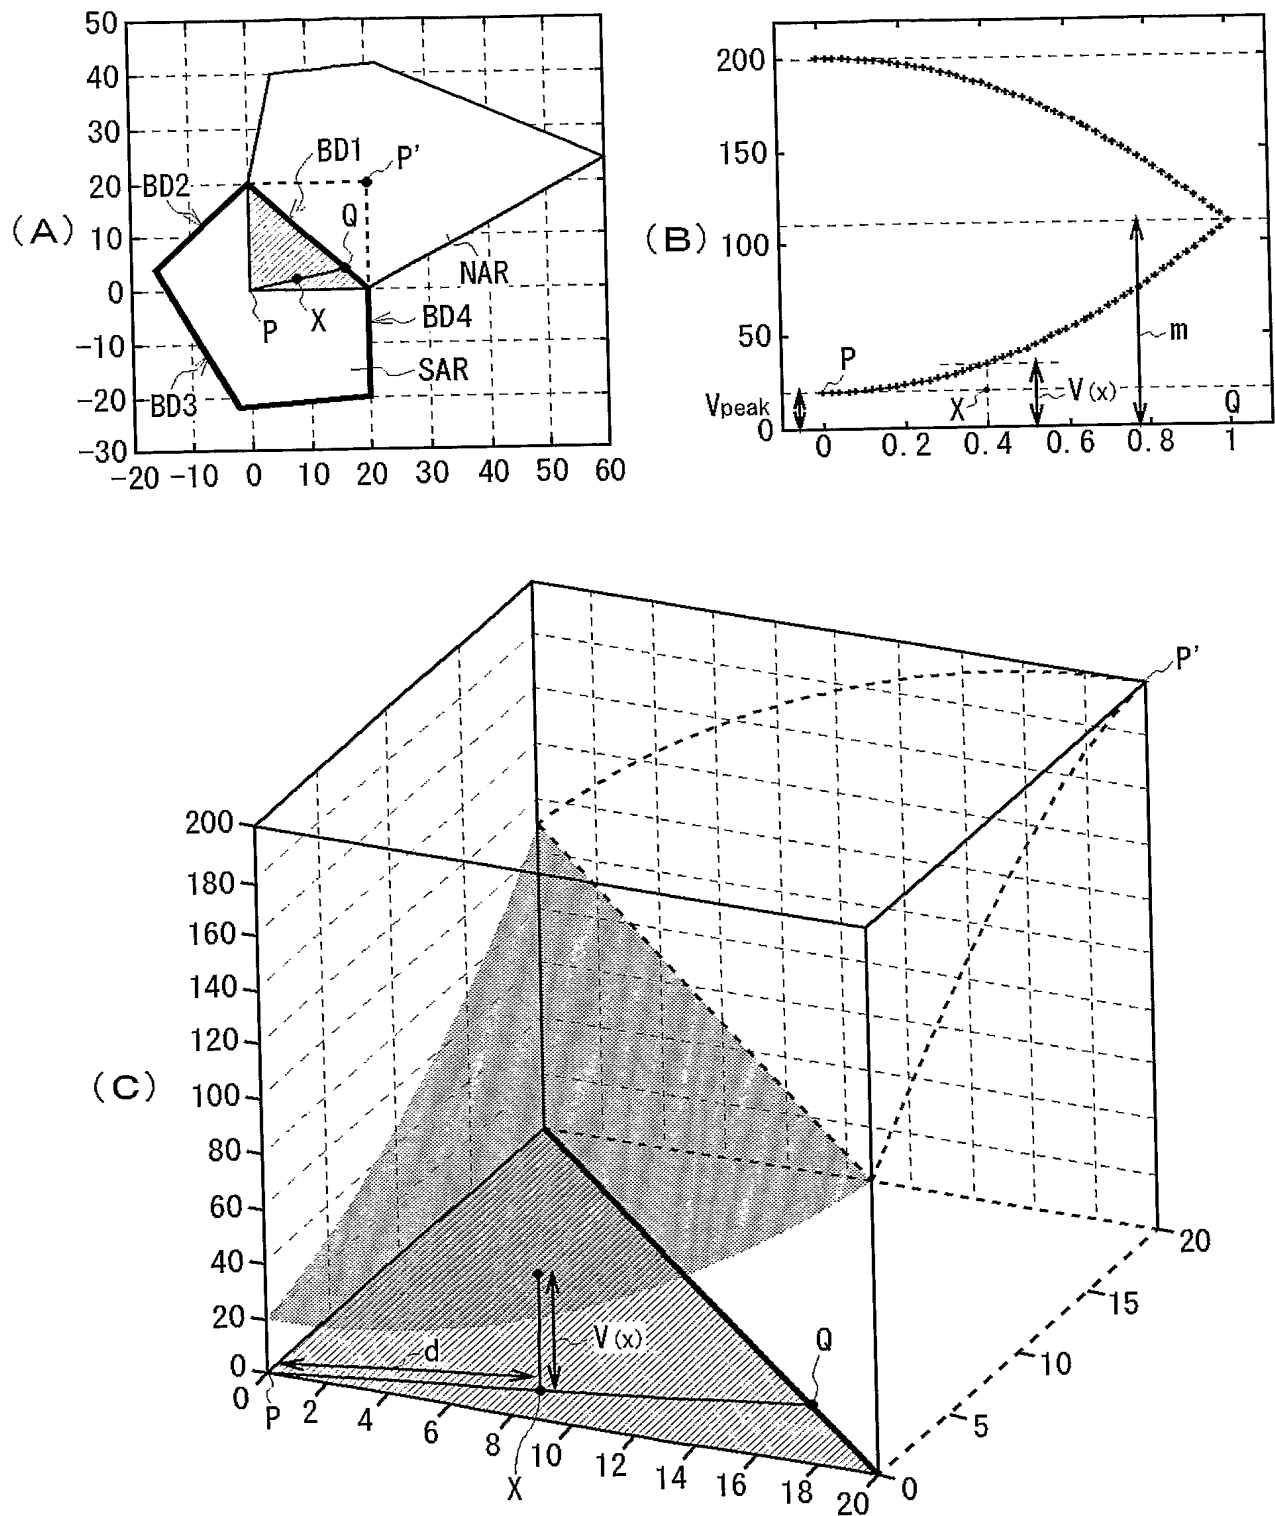 (A)
50
40
30
20
10
0
-10
-20
-30
-20 -10 0 10 20 30 40 50 60
BD1
P'
BD2
Q
NAR
P
X
BD4
SAR
BD3
(B)
200
150
100
50
0
P
m
Vpeak
X
V(x)
Q
0 0.2 0.4 0.6 0.8 1
(C)
P'
200
180
160
140
120
100
80
60
40
20
0
20
15
10
5
0
d
V(x)
Q
P
X
0 2 4 6 8 10 12 14 16 18 20